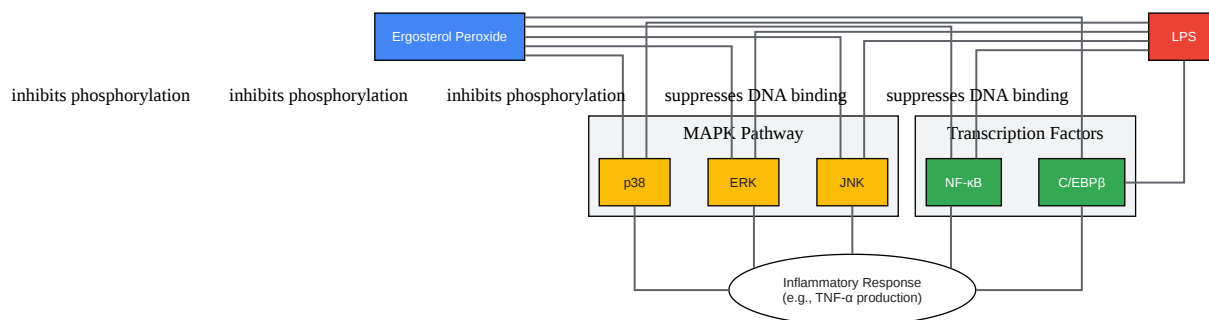 Ergosterol Peroxide
LPS
inhibits phosphorylation
inhibits phosphorylation
inhibits phosphorylation
suppresses DNA binding
suppresses DNA binding
MAPK Pathway
Transcription Factors
p38
ERK
JNK
NF-κB
C/EBPβ
Inflammatory Response
(e.g., TNF-α production)